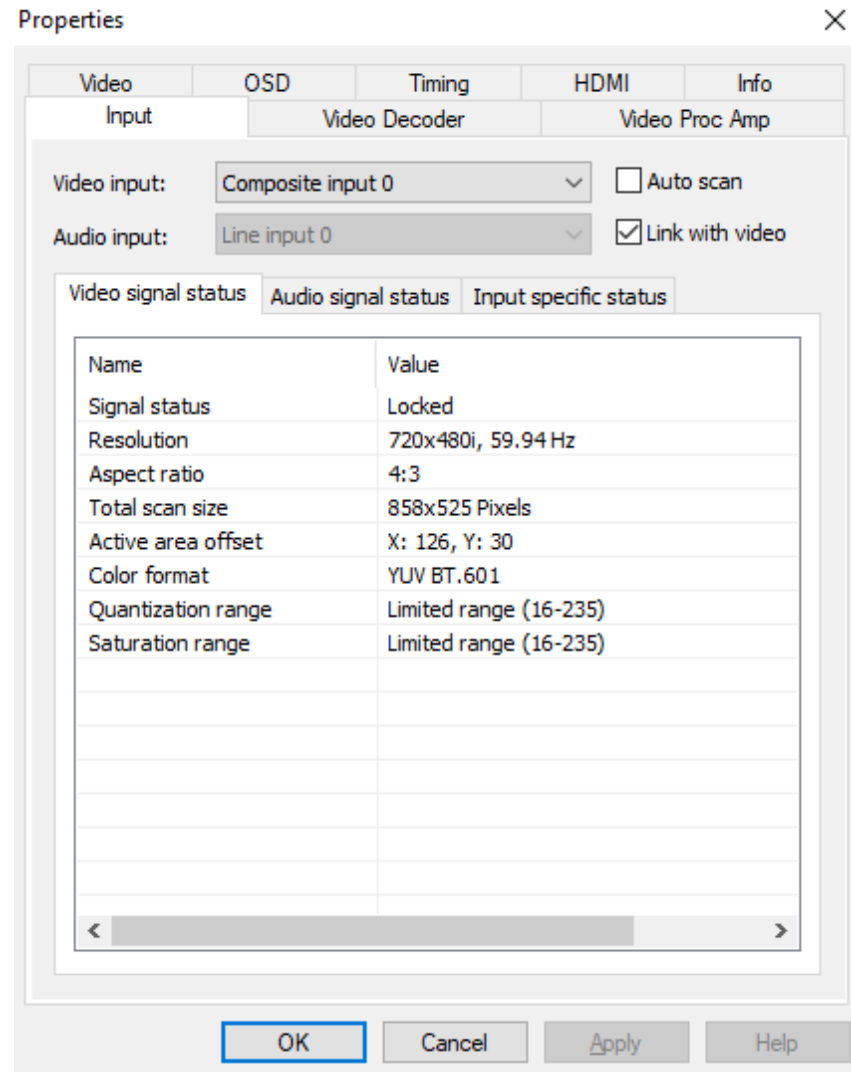 Properties
Video OSD Timing HDMI Info
Input Video Decoder Video Proc Amp
Video input: Composite input 0 Auto scan
Audio input: Line input 0 Link with video
Video signal status Audio signal status Input specific status
Name Value
Signal status Locked
Resolution 720x480i, 59.94 Hz
Aspect ratio 4:3
Total scan size 858x525 Pixels
Active area offset X: 126, Y: 30
Color format YUV BT.601
Quantization range Limited range (16-235)
Saturation range Limited range (16-235)
OK Cancel Apply Help